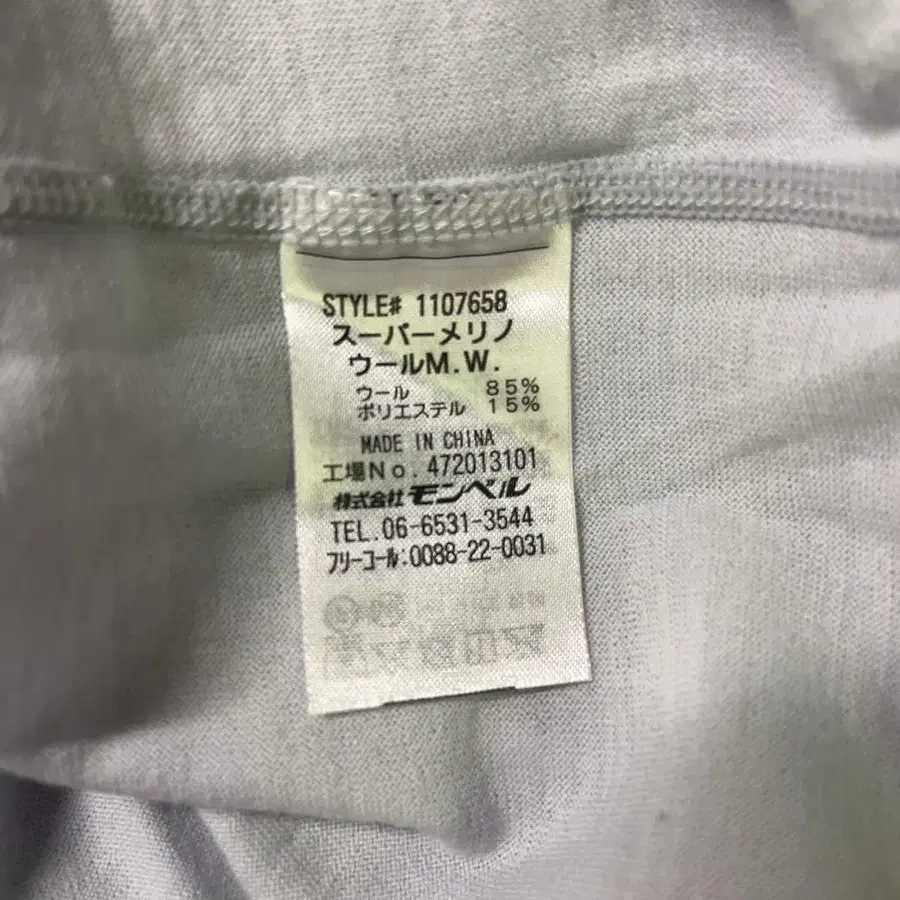 STYLE# 1107658
スーパーメリノ
ウールM.W.
ウール 85%
ポリエステル 15%
MADE IN CHINA
工場No. 472013101
株式会社モンベル
TEL.06-6531-3544
フリーコール:0088-22-0031